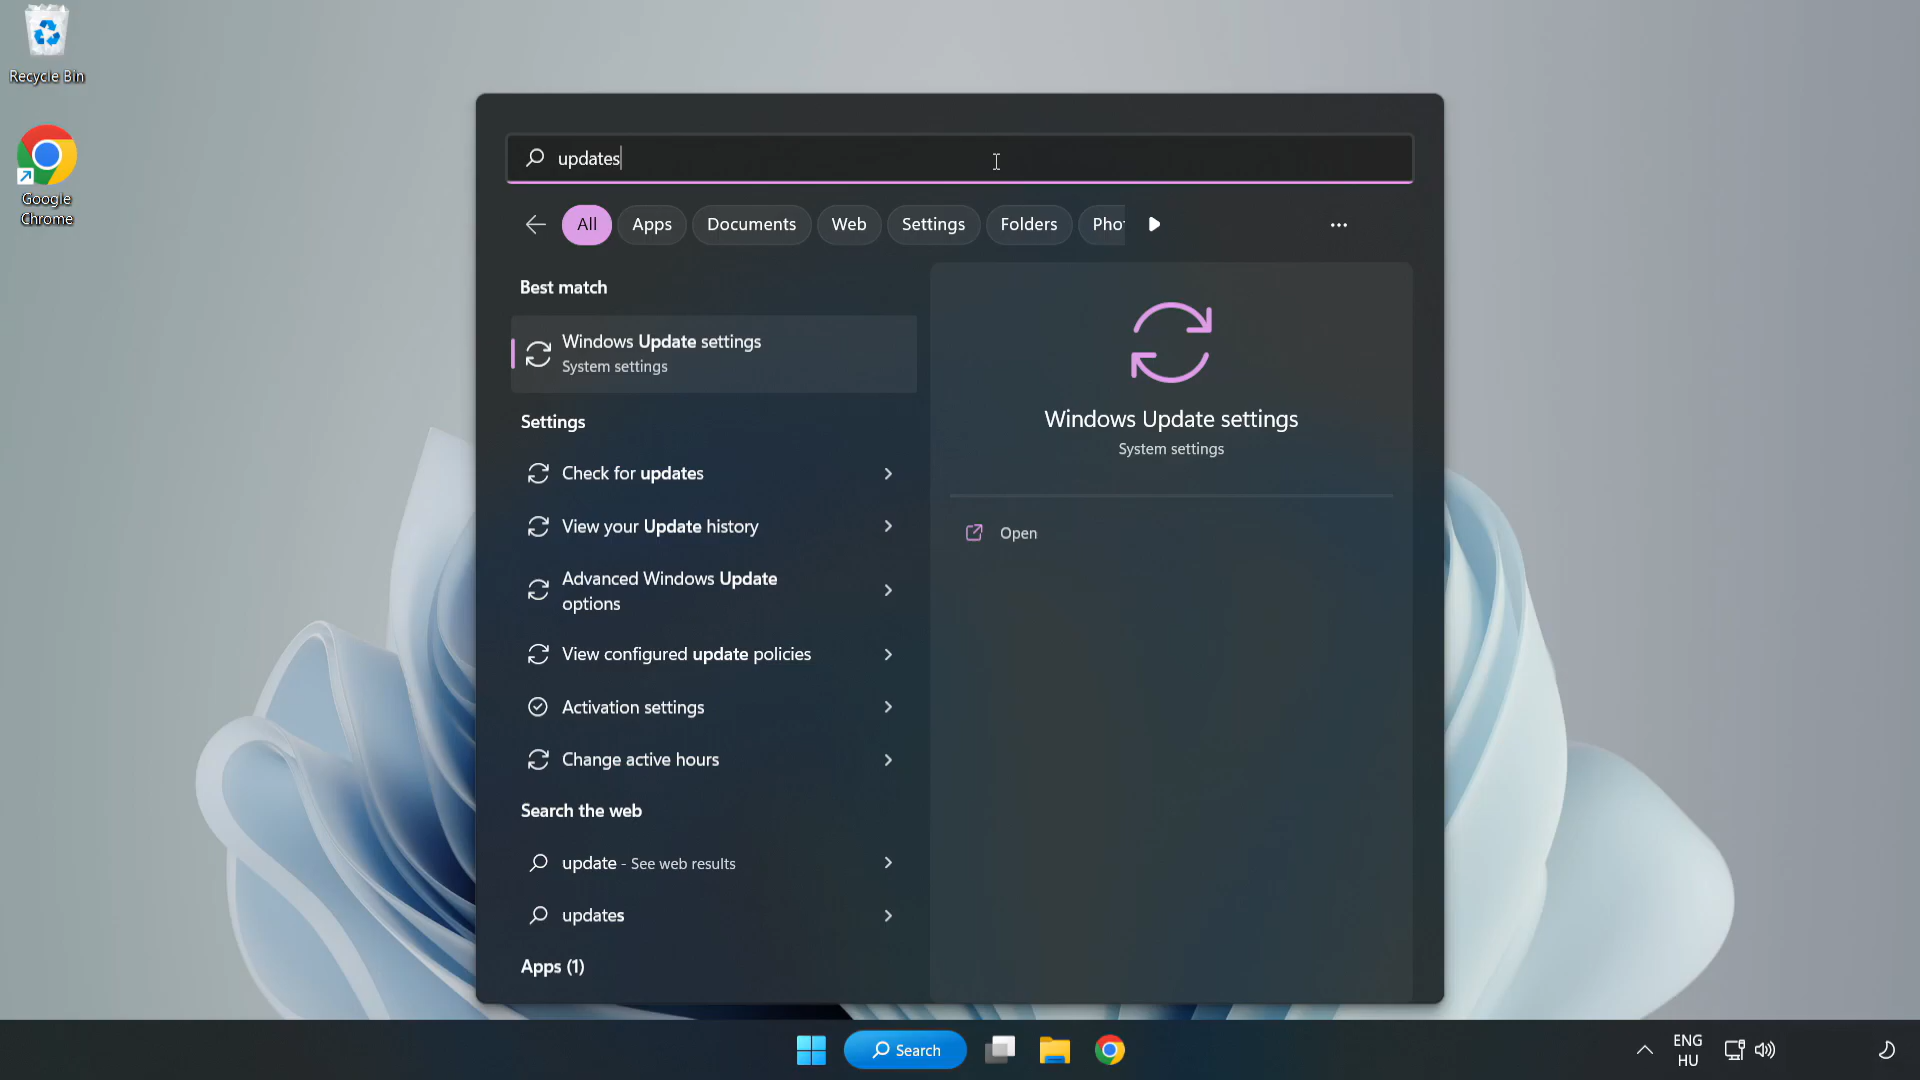 Recycle Bin
Google
Chrome
updates
All
Apps
Documents
Web
Settings
Folders
Pho
Best match
Windows Update settings
System settings
Settings
Check for updates
View your Update history
Advanced Windows Update
options
View configured update policies
Activation settings
Change active hours
Search the web
update - See web results
updates
Apps (1)
Windows Update settings
System settings
Open
Search
ENG
HU